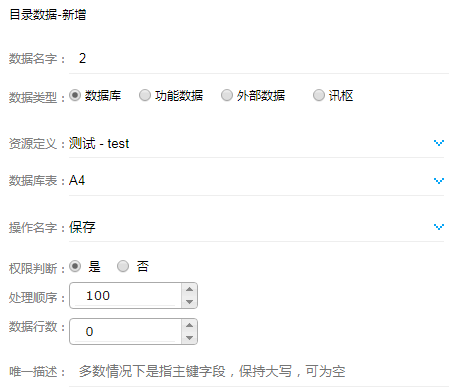 目录数据-新增
数据名字： 2
数据类型： 数据库 功能数据 外部数据 讯枢
资源定义： 测试 - test
数据库表： A4
操作名字： 保存
权限判断： 是 否
处理顺序： 100
数据行数： 0
唯一描述： 多数情况下是指主键字段，保持大写，可为空